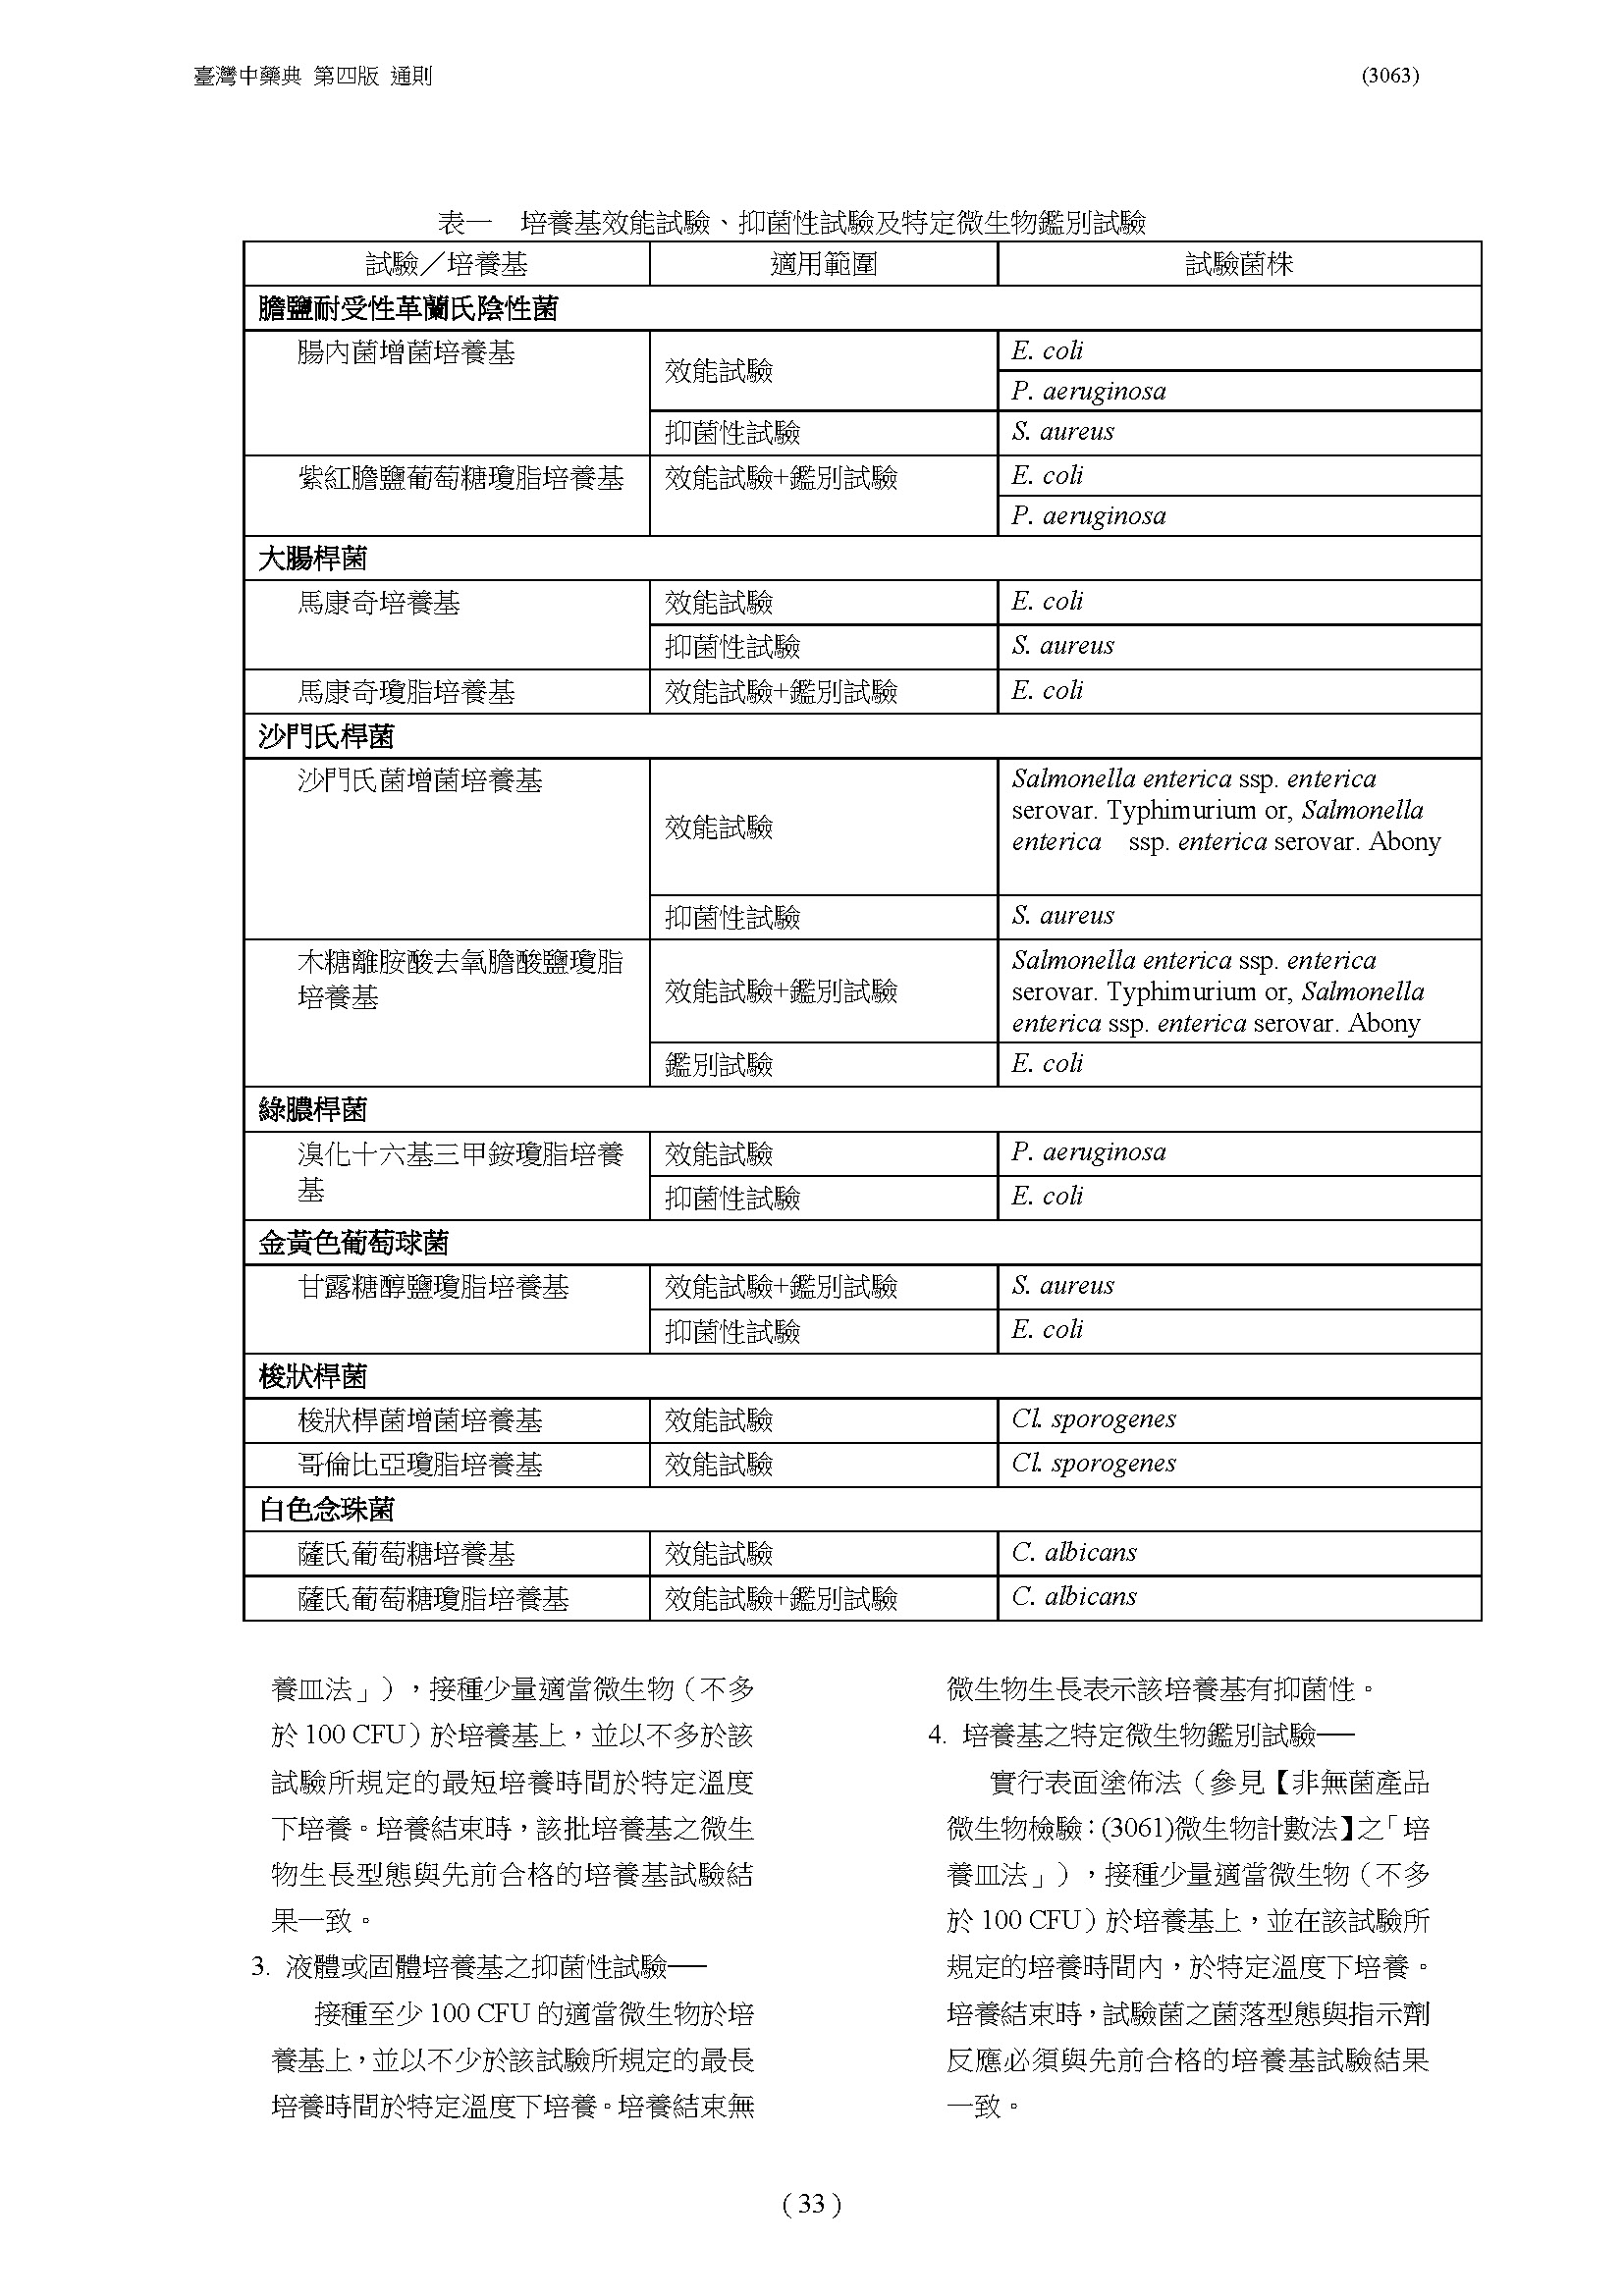 臺灣中藥典 第四版 通則 (3063)
表一 培養基效能試驗、抑菌性試驗及特定微生物鑑別試驗
試驗／培養基 適用範圍 試驗菌株
膽鹽耐受性革蘭氏陰性菌
腸內菌增菌培養基 效能試驗 E. coli
P. aeruginosa
抑菌性試驗 S. aureus
紫紅膽鹽葡萄糖瓊脂培養基 效能試驗+鑑別試驗 E. coli
P. aeruginosa
大腸桿菌
馬康奇培養基 效能試驗 E. coli
抑菌性試驗 S. aureus
馬康奇瓊脂培養基 效能試驗+鑑別試驗 E. coli
沙門氏桿菌
沙門氏菌增菌培養基 效能試驗 Salmonella enterica ssp. enterica
serovar. Typhimurium or, Salmonella
enterica ssp. enterica serovar. Abony
抑菌性試驗 S. aureus
木糖離胺酸去氧膽酸鹽瓊脂
培養基 效能試驗+鑑別試驗 Salmonella enterica ssp. enterica
serovar. Typhimurium or, Salmonella
enterica ssp. enterica serovar. Abony
鑑別試驗 E. coli
綠膿桿菌
溴化十六基三甲銨瓊脂培養
基 效能試驗 P. aeruginosa
抑菌性試驗 E. coli
金黃色葡萄球菌
甘露糖醇鹽瓊脂培養基 效能試驗+鑑別試驗 S. aureus
抑菌性試驗 E. coli
梭狀桿菌
梭狀桿菌增菌培養基 效能試驗 Cl. sporogenes
哥倫比亞瓊脂培養基 效能試驗 Cl. sporogenes
白色念珠菌
薩氏葡萄糖培養基 效能試驗 C. albicans
薩氏葡萄糖瓊脂培養基 效能試驗+鑑別試驗 C. albicans
養皿法」），接種少量適當微生物（不多
於 100 CFU）於培養基上，並以不多於該
試驗所規定的最短培養時間於特定溫度
下培養。培養結束時，該批培養基之微生
物生長型態與先前合格的培養基試驗結
果一致。
3. 液體或固體培養基之抑菌性試驗──
接種至少 100 CFU 的適當微生物於培
養基上，並以不少於該試驗所規定的最長
培養時間於特定溫度下培養。培養結束無
微生物生長表示該培養基有抑菌性。
4. 培養基之特定微生物鑑別試驗──
實行表面塗佈法（參見【非無菌產品
微生物檢驗：(3061)微生物計數法】之「培
養皿法」），接種少量適當微生物（不多
於 100 CFU）於培養基上，並在該試驗所
規定的培養時間內，於特定溫度下培養。
培養結束時，試驗菌之菌落型態與指示劑
反應必須與先前合格的培養基試驗結果
一致。
( 33 )